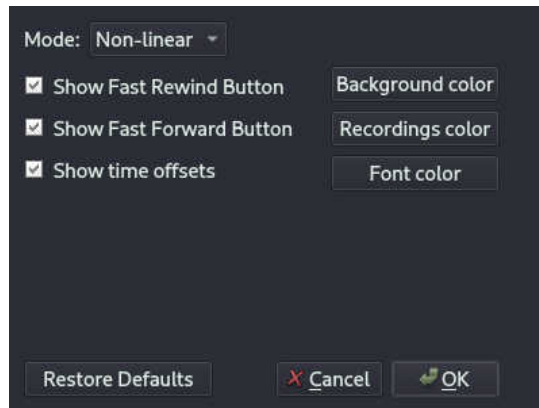 Mode: Non-linear
Show Fast Rewind Button
Background color
Show Fast Forward Button
Recordings color
Show time offsets
Font color
Restore Defaults
Cancel
OK